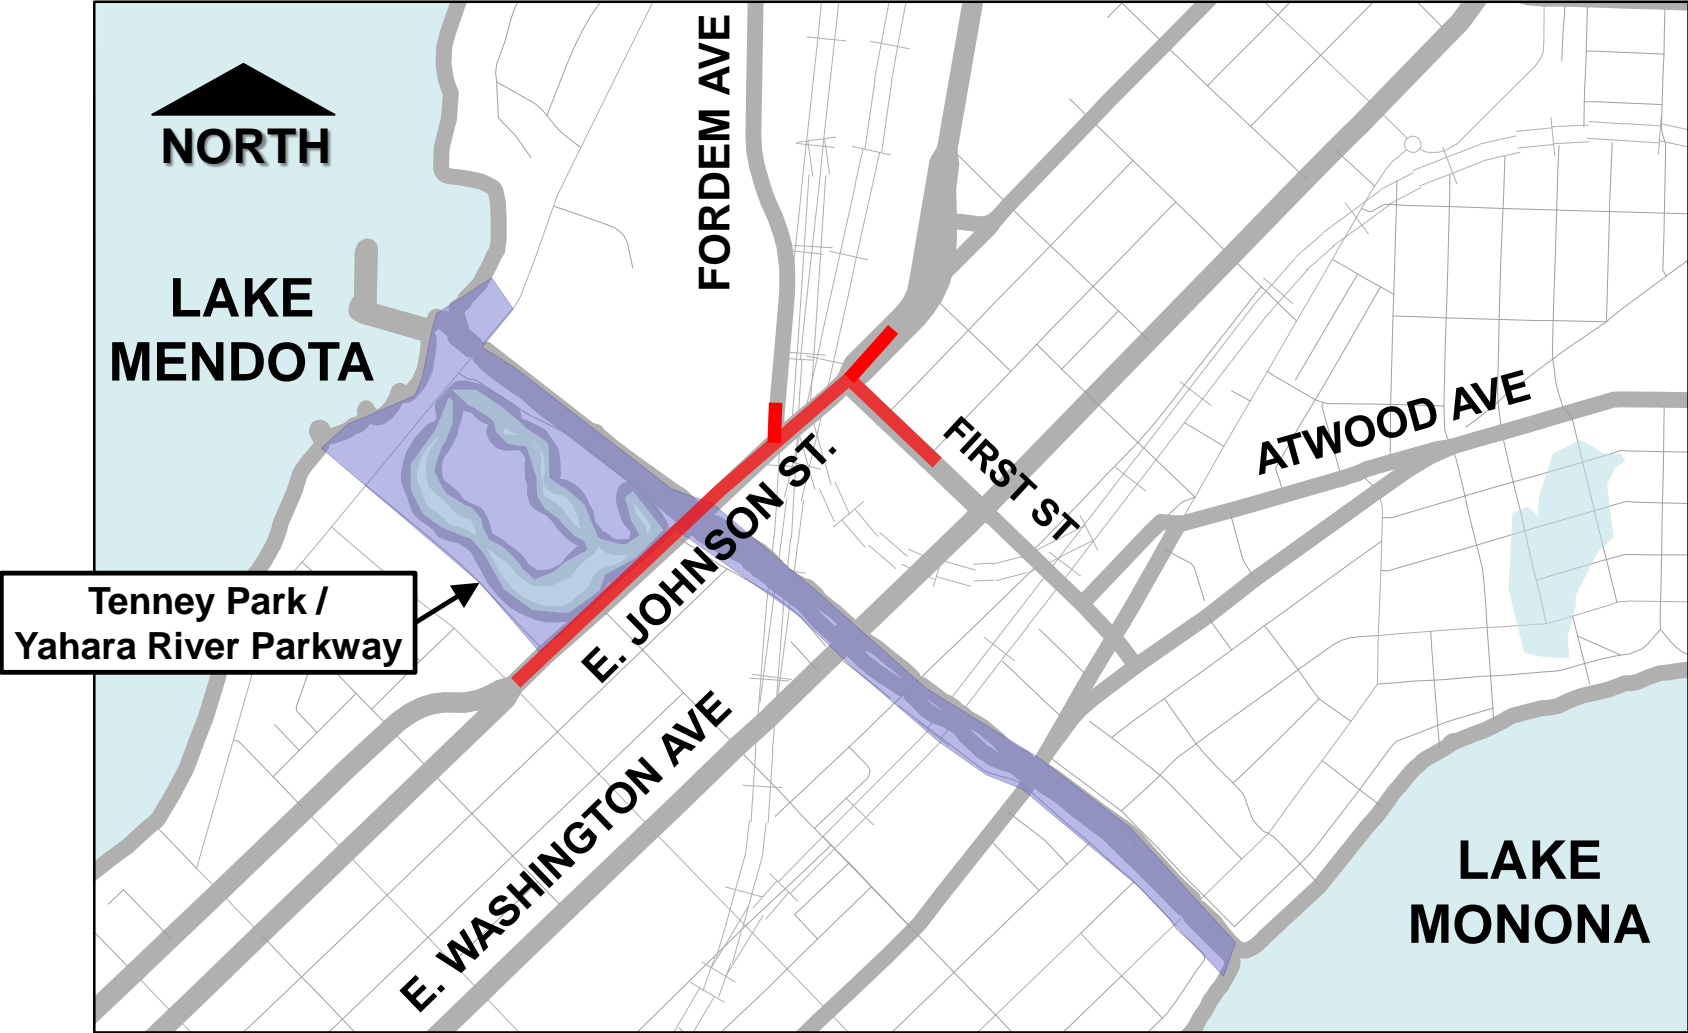 NORTH
FORDEM AVE
LAKE
MENDOTA
ATWOOD AVE
FIRST ST
E. JOHNSON ST.
Tenney Park /
Yahara River Parkway
E. WASHINGTON AVE
LAKE
MONONA